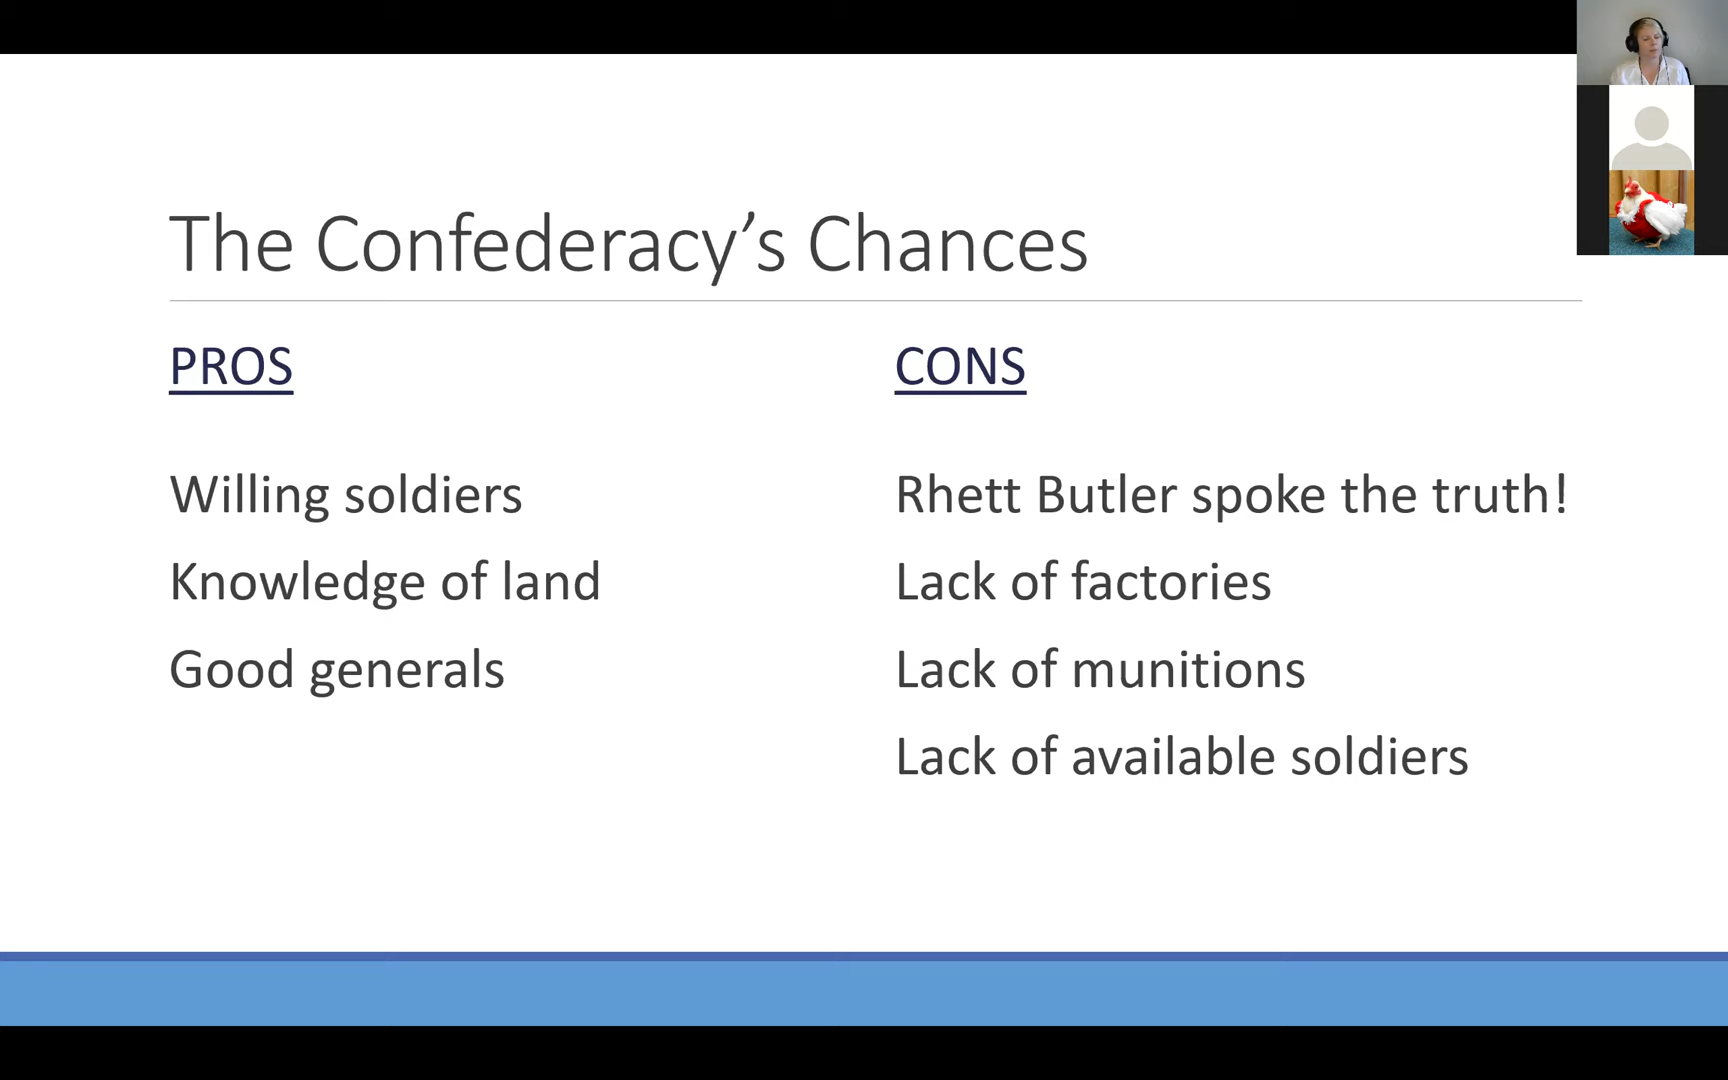 The Confederacy’s Chances
PROS
Willing soldiers
Knowledge of land
Good generals
CONS
Rhett Butler spoke the truth!
Lack of factories
Lack of munitions
Lack of available soldiers